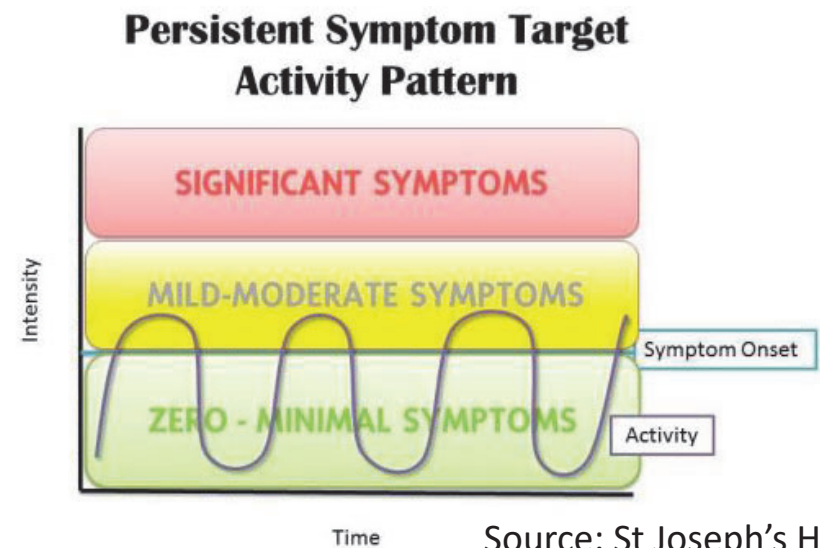 Persistent Symptom Target
Activity Pattern
SIGNIFICANT SYMPTOMS
MILD-MODERATE SYMPTOMS
Intensity
Symptom Onset
ZERO - MINIMAL SYMPTOMS
Activity
Time
Source: St Joseph's H